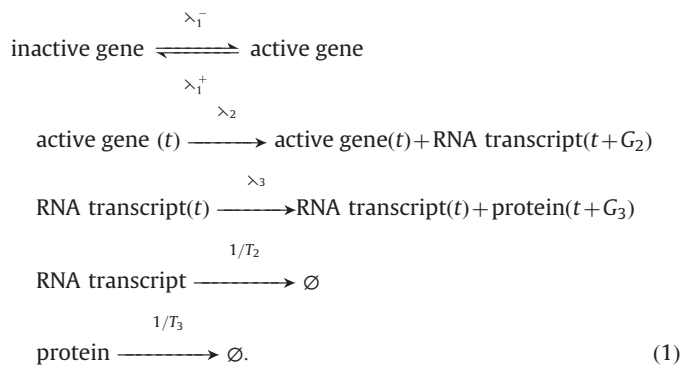 λ₁⁻
inactive gene ⇌ active gene
λ₁⁺
λ₂
active gene (t) ⟶ active gene(t)+RNA transcript(t+G₂)
λ₃
RNA transcript(t) ⟶ RNA transcript(t)+protein(t+G₃)
1/T₂
RNA transcript ⟶ ∅
1/T₃
protein ⟶ ∅. (1)